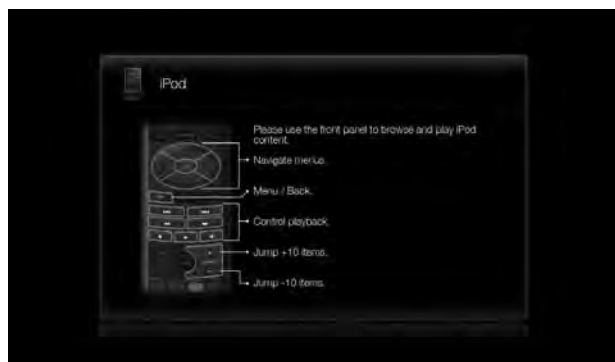 iPod
Please use the front panel to browse and play iPod
content.
Navigate menus.
Menu / Back.
Control playback.
Jump +10 items.
Jump -10 items.